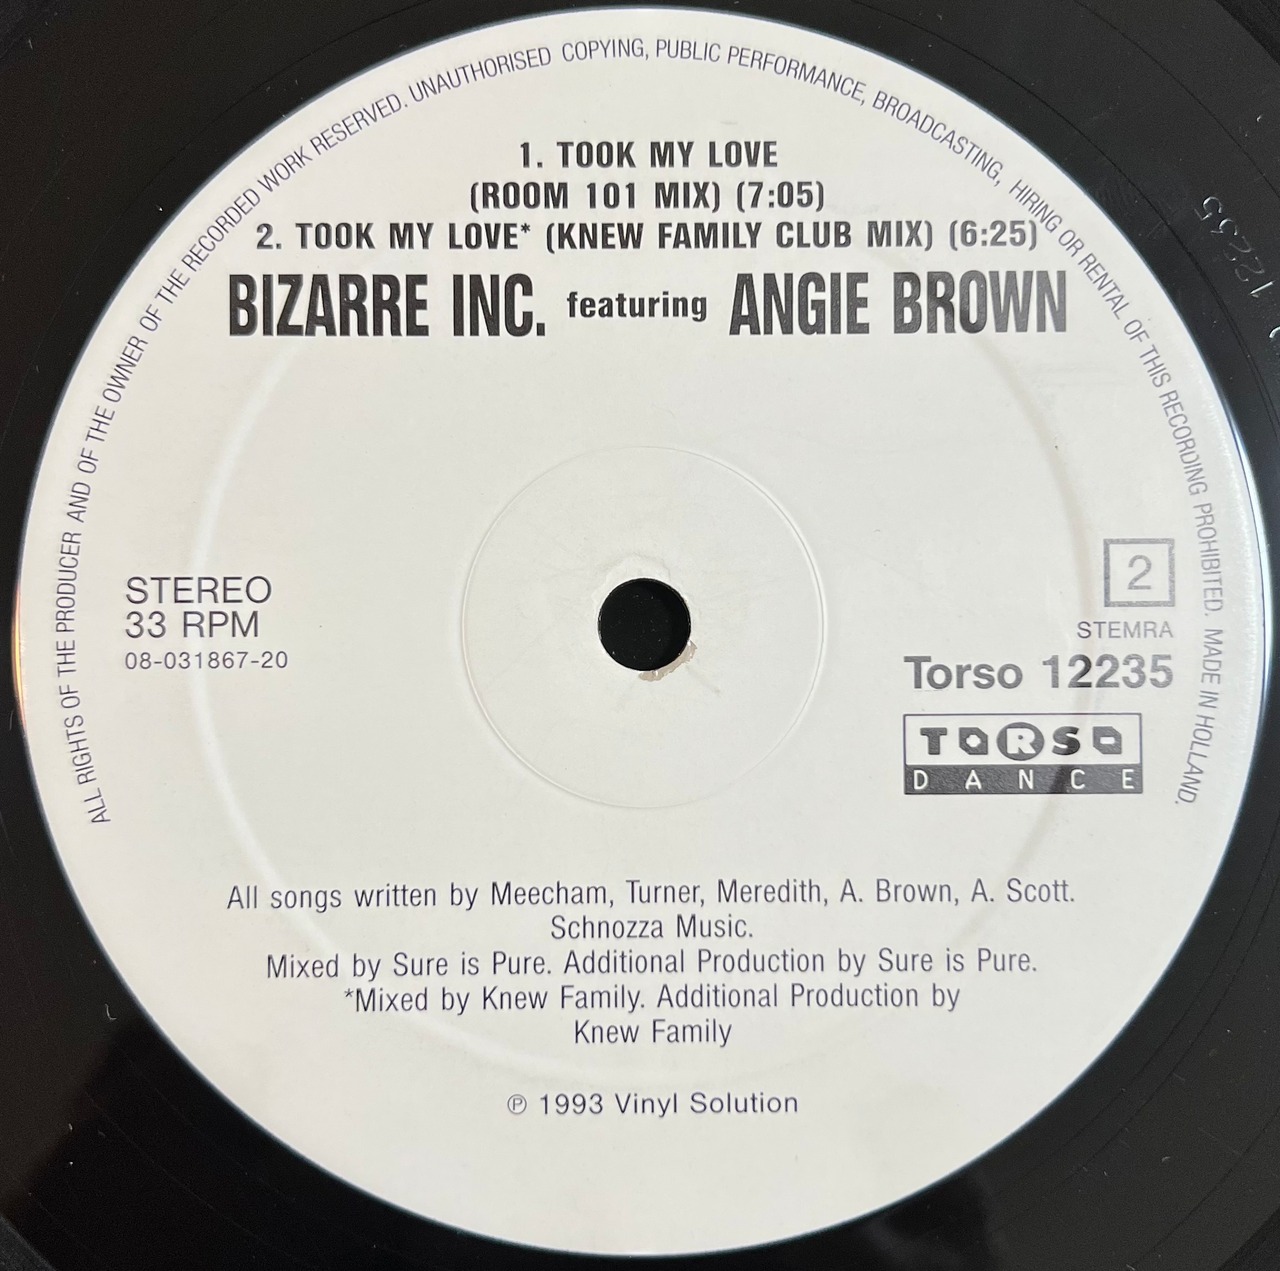 ALL RIGHTS OF THE PRODUCER AND OF THE OWNER OF THE RECORDED WORK RESERVED. UNAUTHORISED COPYING, PUBLIC PERFORMANCE, BROADCASTING, HIRING OR RENTAL OF THIS RECORDING PROHIBITED. MADE IN HOLLAND.
1. TOOK MY LOVE
(ROOM 101 MIX) (7:05)
2. TOOK MY LOVE* (KNEW FAMILY CLUB MIX) (6:25)
BIZARRE INC. featuring ANGIE BROWN
STEREO
33 RPM
08-031867-20
2
STEMRA
Torso 12235
TORSO
DANCE
All songs written by Meecham, Turner, Meredith, A. Brown, A. Scott.
Schnozza Music.
Mixed by Sure is Pure. Additional Production by Sure is Pure.
*Mixed by Knew Family. Additional Production by
Knew Family
℗ 1993 Vinyl Solution
12235